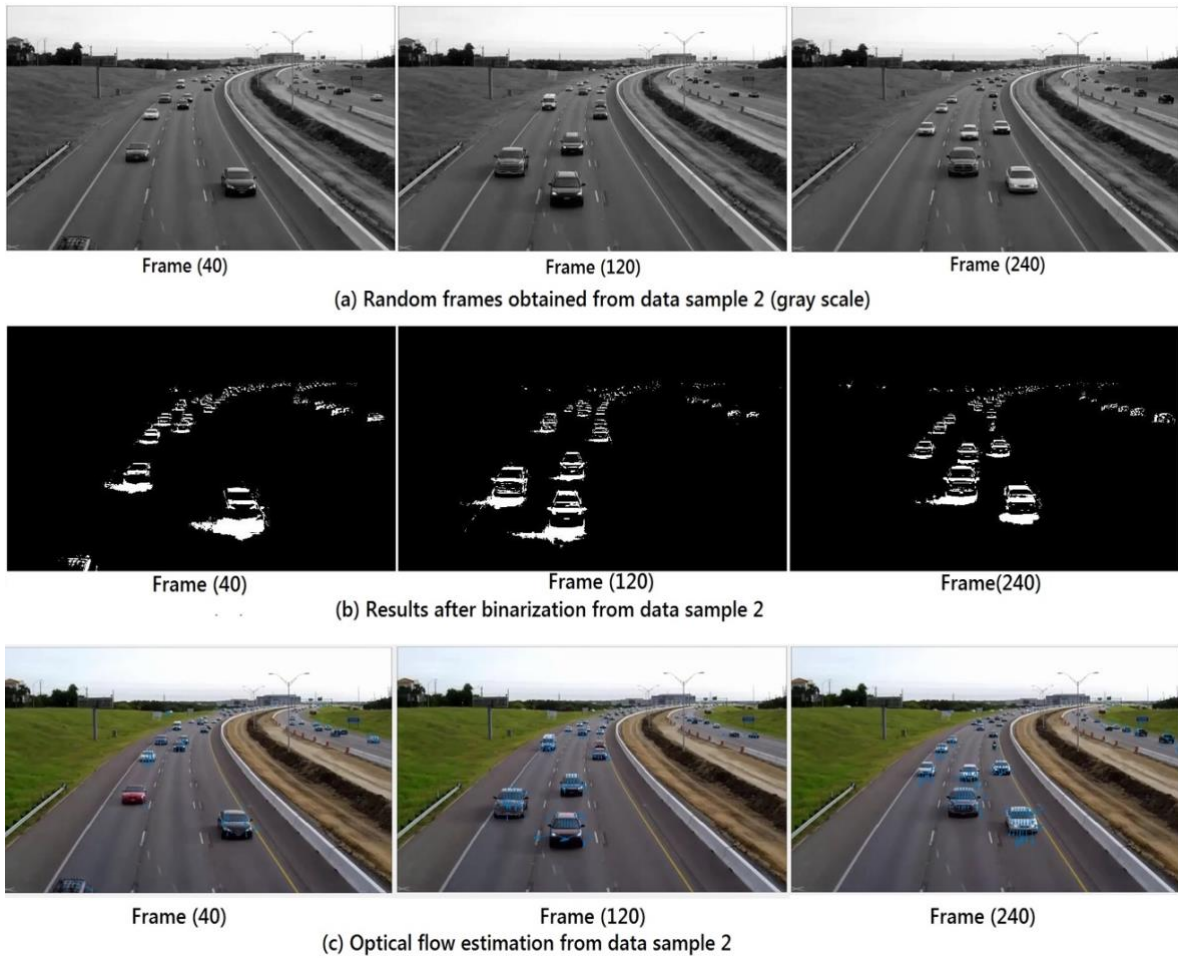 Frame (40)
Frame (120)
Frame (240)
(a) Random frames obtained from data sample 2 (gray scale)
Frame (40)
Frame (120)
Frame(240)
(b) Results after binarization from data sample 2
Frame (40)
Frame (120)
Frame (240)
(c) Optical flow estimation from data sample 2